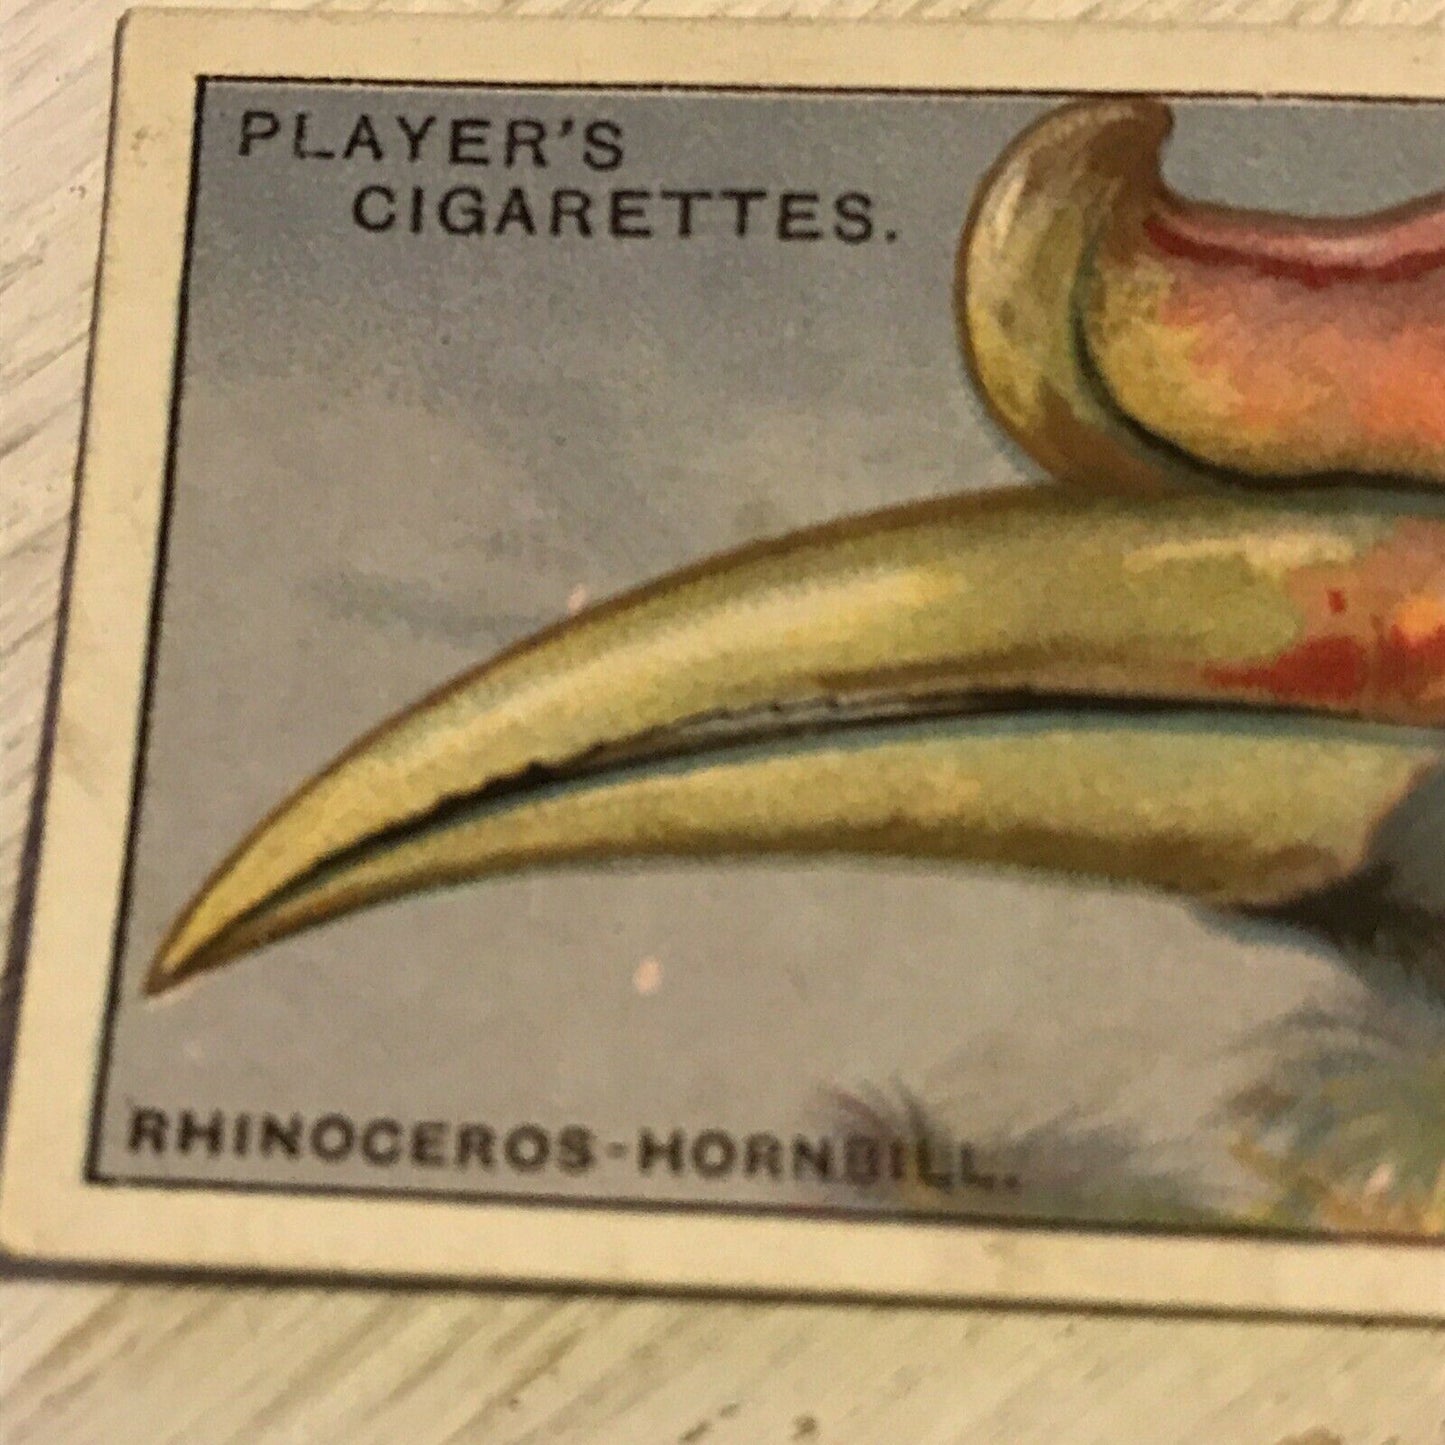 PLAYER'S
CIGARETTES.
RHINOCEROS-HORNBILL.